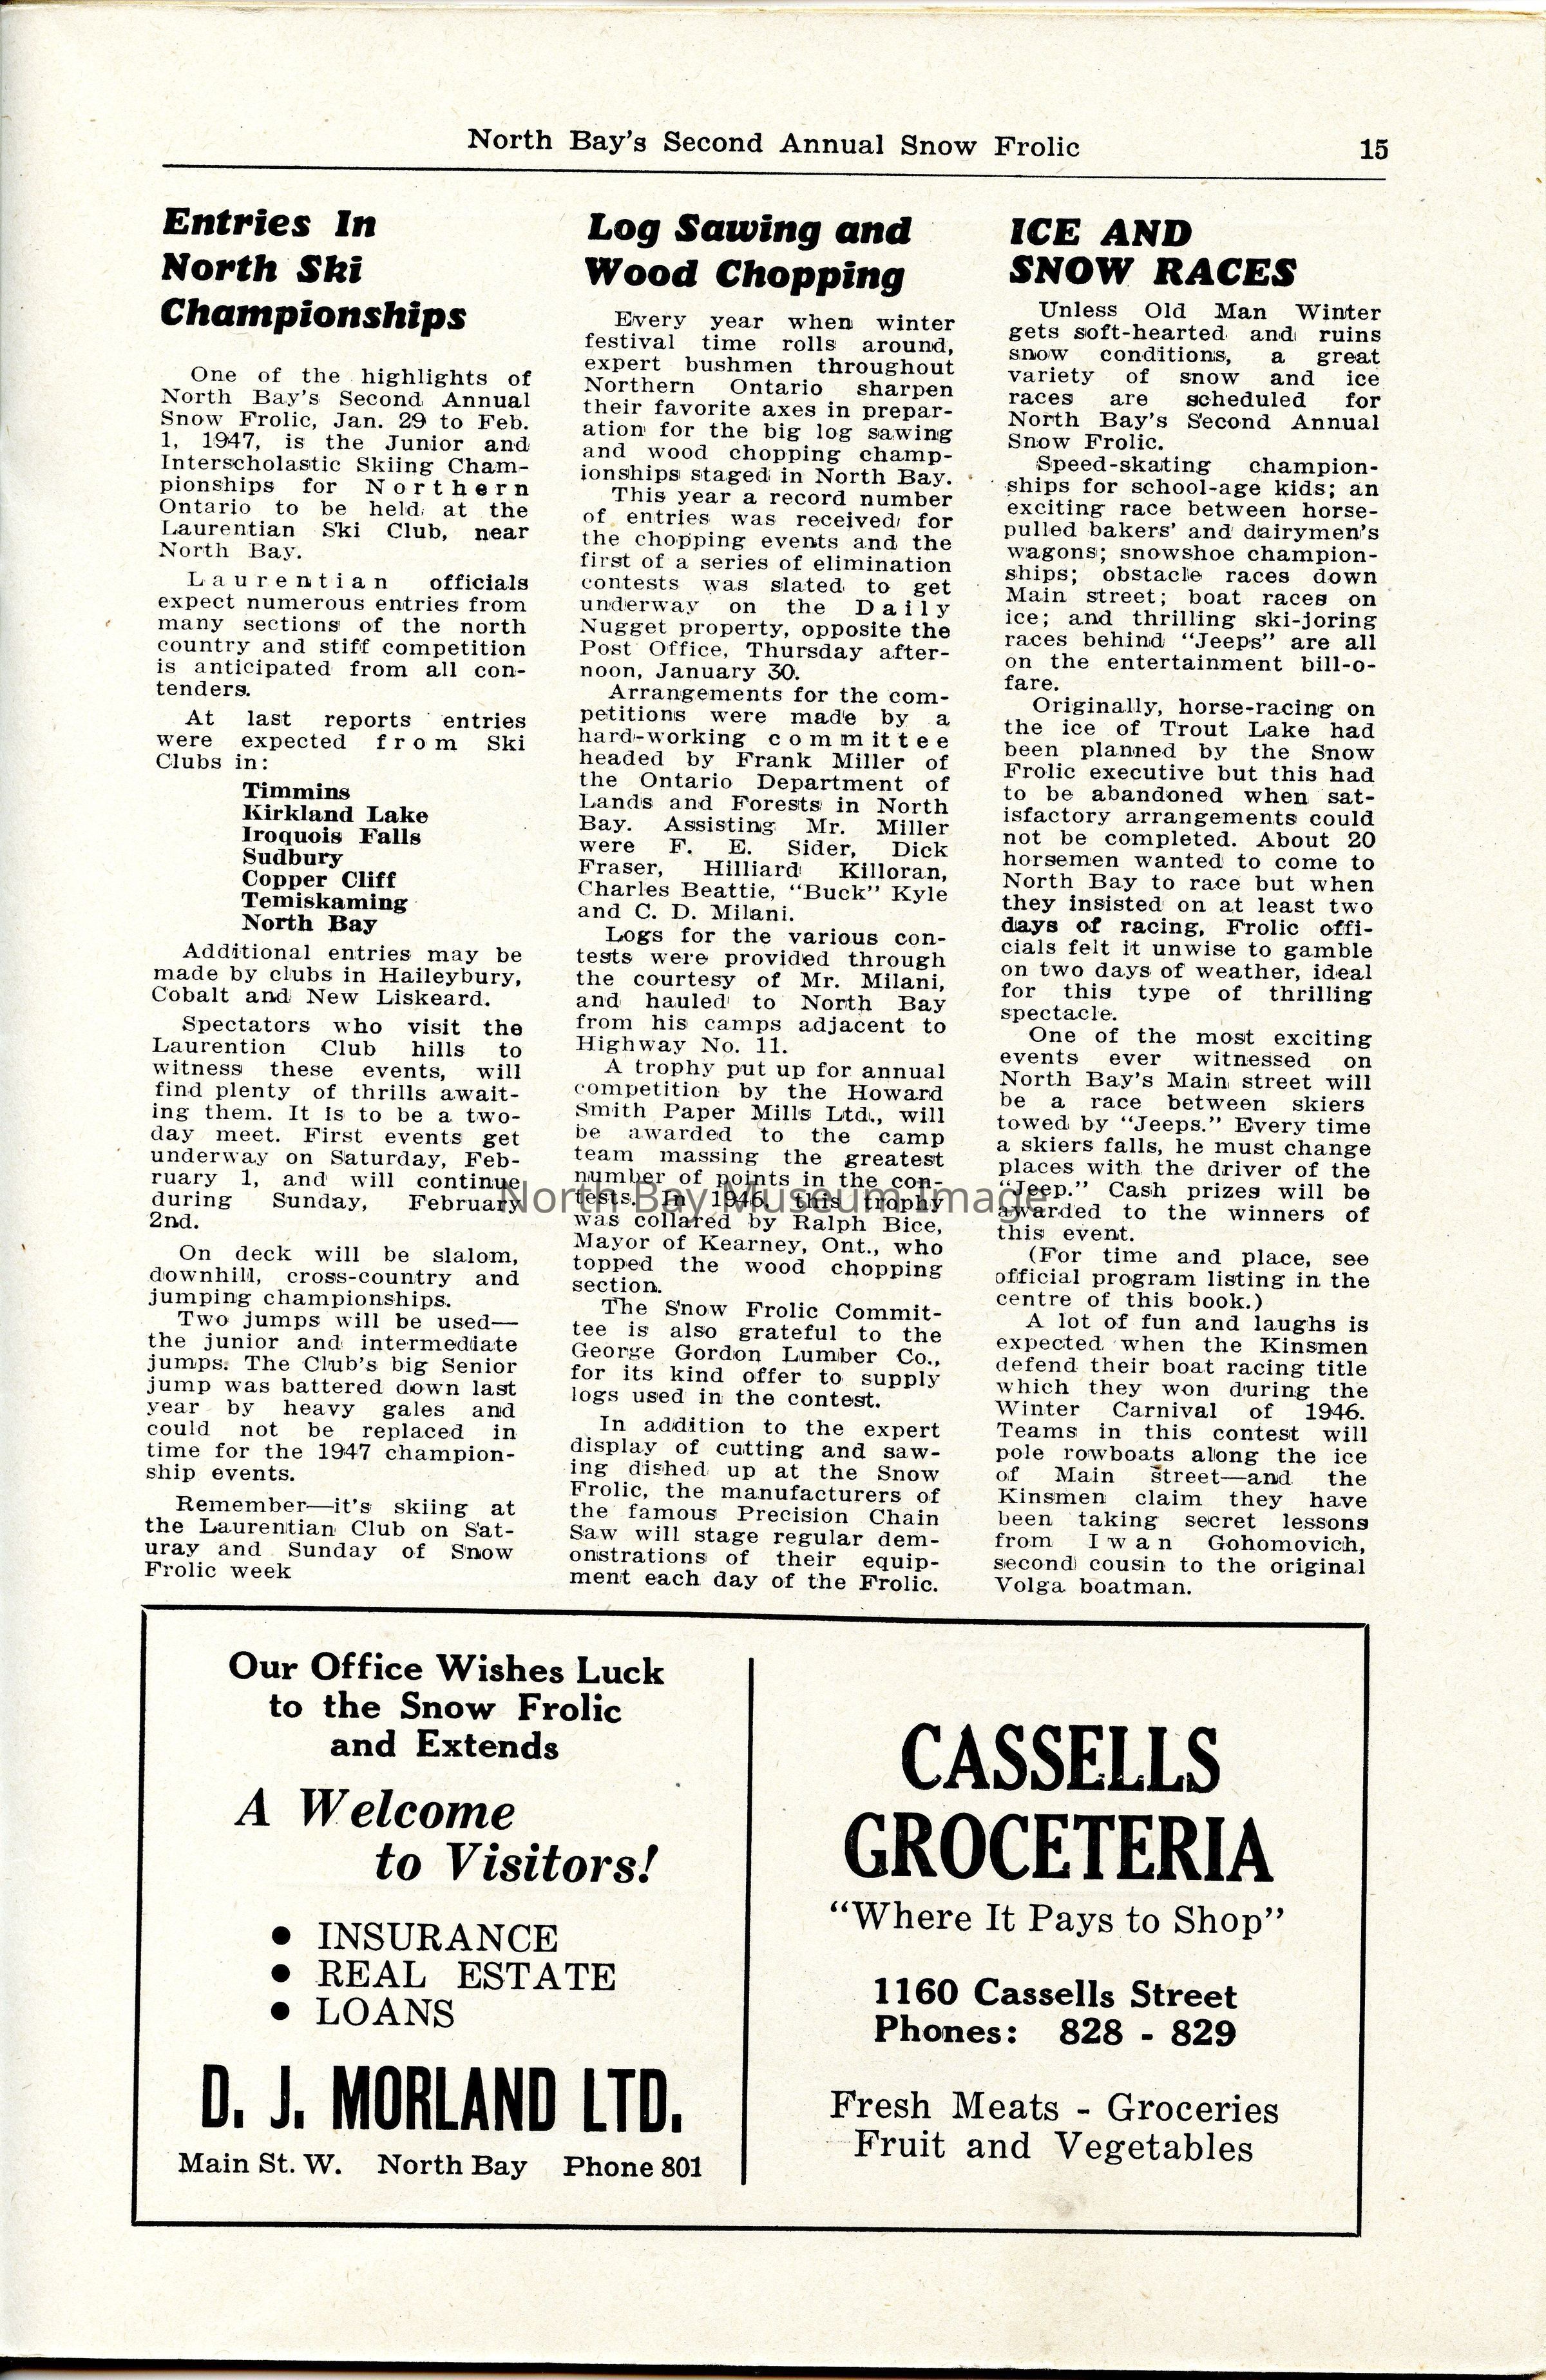 North Bay's Second Annual Snow Frolic
15
Entries In
North Ski
Championships
One of the highlights of
North Bay's Second Annual
Snow Frolic, Jan. 29 to Feb.
1, 1947, is the Junior and
Interscholastic Skiing Cham-
pionships for Northern
Ontario to be held at the
Laurentian Ski Club, near
North Bay.
Laurentian officials
expect numerous entries from
many sections of the north
country and stiff competition
is anticipated from all con-
tenders.
At last reports entries
were expected from Ski
Clubs in:
Timmins
Kirkland Lake
Iroquois Falls
Sudbury
Copper Cliff
Temiskaming
North Bay
Additional entries may be
made by clubs in Haileybury,
Cobalt and New Liskeard.
Spectators who visit the
Laurention Club hills to
witness these events, will
find plenty of thrills await-
ing them. It is to be a two-
day meet. First events get
underway on Saturday, Feb-
ruary 1, and will continue
during Sunday, February
2nd.
On deck will be slalom,
downhill, cross-country and
jumping championships.
Two jumps will be used—
the junior and intermediate
jumps. The Club's big Senior
jump was battered down last
year by heavy gales and
could not be replaced in
time for the 1947 champion-
ship events.
Remember—it's skiing at
the Laurentian Club on Sat-
uray and Sunday of Snow
Frolic week
Log Sawing and
Wood Chopping
Every year when winter
festival time rolls around,
expert bushmen throughout
Northern Ontario sharpen
their favorite axes in prepar-
ation for the big log sawing
and wood chopping champ-
ionships staged in North Bay.
This year a record number
of entries was received for
the chopping events and the
first of a series of elimination
contests was slated to get
underway on the Daily
Nugget property, opposite the
Post Office, Thursday after-
noon, January 30.
Arrangements for the com-
petitions were made by a
hard-working committee
headed by Frank Miller of
the Ontario Department of
Lands and Forests in North
Bay. Assisting Mr. Miller
were F. E. Sider, Dick
Fraser, Hilliard Killoran,
Charles Beattie, "Buck" Kyle
and C. D. Milani.
Logs for the various con-
tests were provided through
the courtesy of Mr. Milani,
and hauled to North Bay
from his camps adjacent to
Highway No. 11.
A trophy put up for annual
competition by the Howard
Smith Paper Mills Ltd., will
be awarded to the camp
team massing the greatest
number of points in the con-
tests. In 1946 this trophy
was collared by Ralph Bice,
Mayor of Kearney, Ont., who
topped the wood chopping
section.
The Snow Frolic Commit-
tee is also grateful to the
George Gordon Lumber Co.,
for its kind offer to supply
logs used in the contest.
In addition to the expert
display of cutting and saw-
ing dished up at the Snow
Frolic, the manufacturers of
the famous Precision Chain
Saw will stage regular dem-
onstrations of their equip-
ment each day of the Frolic.
ICE AND
SNOW RACES
Unless Old Man Winter
gets soft-hearted and ruins
snow conditions, a great
variety of snow and ice
races are scheduled for
North Bay's Second Annual
Snow Frolic.
Speed-skating champion-
ships for school-age kids; an
exciting race between horse-
pulled bakers' and dairymen's
wagons; snowshoe champion-
ships; obstacle races down
Main street; boat races on
ice; and thrilling ski-joring
races behind "Jeeps" are all
on the entertainment bill-o-
fare.
Originally, horse-racing on
the ice of Trout Lake had
been planned by the Snow
Frolic executive but this had
to be abandoned when sat-
isfactory arrangements could
not be completed. About 20
horsemen wanted to come to
North Bay to race but when
they insisted on at least two
days of racing, Frolic offi-
cials felt it unwise to gamble
on two days of weather, ideal
for this type of thrilling
spectacle.
One of the most exciting
events ever witnessed on
North Bay's Main street will
be a race between skiers
towed by "Jeeps." Every time
a skiers falls, he must change
places with the driver of the
"Jeep." Cash prizes will be
awarded to the winners of
this event.
(For time and place, see
official program listing in the
centre of this book.)
A lot of fun and laughs is
expected when the Kinsmen
defend their boat racing title
which they won during the
Winter Carnival of 1946.
Teams in this contest will
pole rowboats along the ice
of Main street—and the
Kinsmen claim they have
been taking secret lessons
from Iwan Gohomovich,
second cousin to the original
Volga boatman.
North Bay Museum Image
Our Office Wishes Luck
to the Snow Frolic
and Extends
A Welcome
to Visitors!
• INSURANCE
• REAL ESTATE
• LOANS
D. J. MORLAND LTD.
Main St. W. North Bay Phone 801
CASSELLS
GROCETERIA
"Where It Pays to Shop"
1160 Cassells Street
Phones: 828 - 829
Fresh Meats - Groceries
Fruit and Vegetables